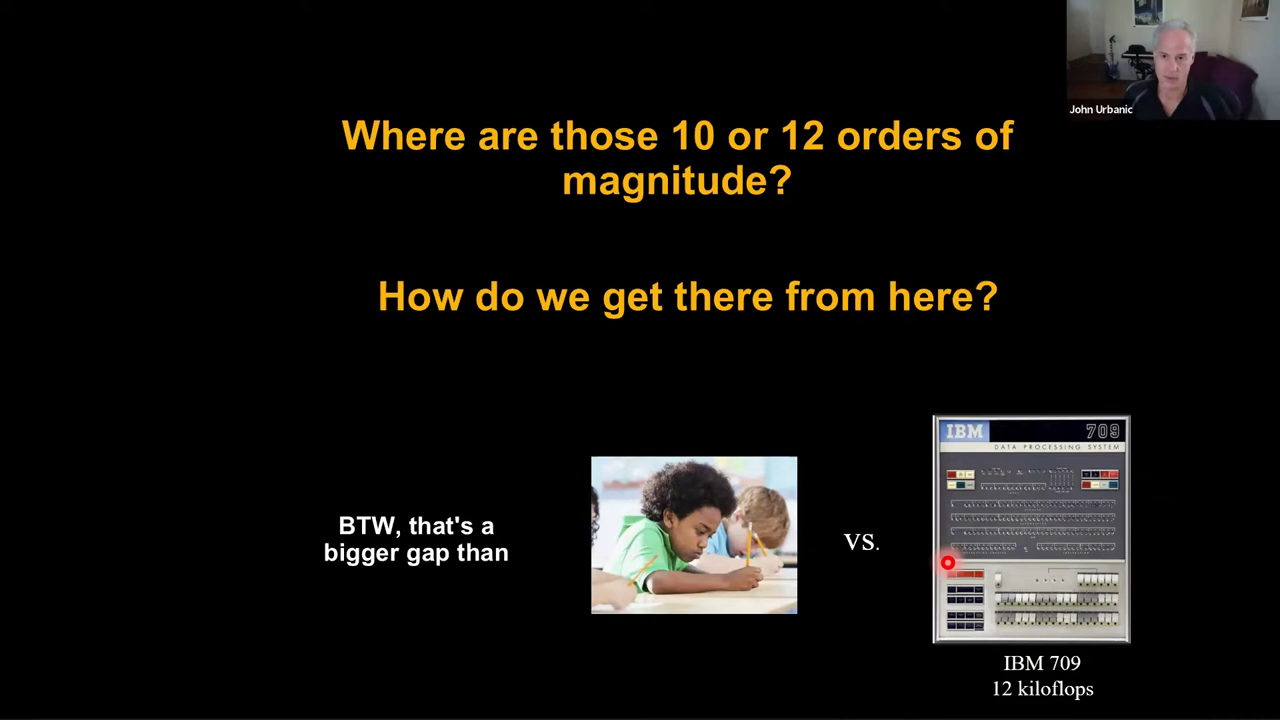 John Urbanic
Where are those 10 or 12 orders of
magnitude?
How do we get there from here?
BTW, that's a
bigger gap than
vs.
IBM 709
DATA PROCESSING SYSTEM
IBM 709
12 kiloflops